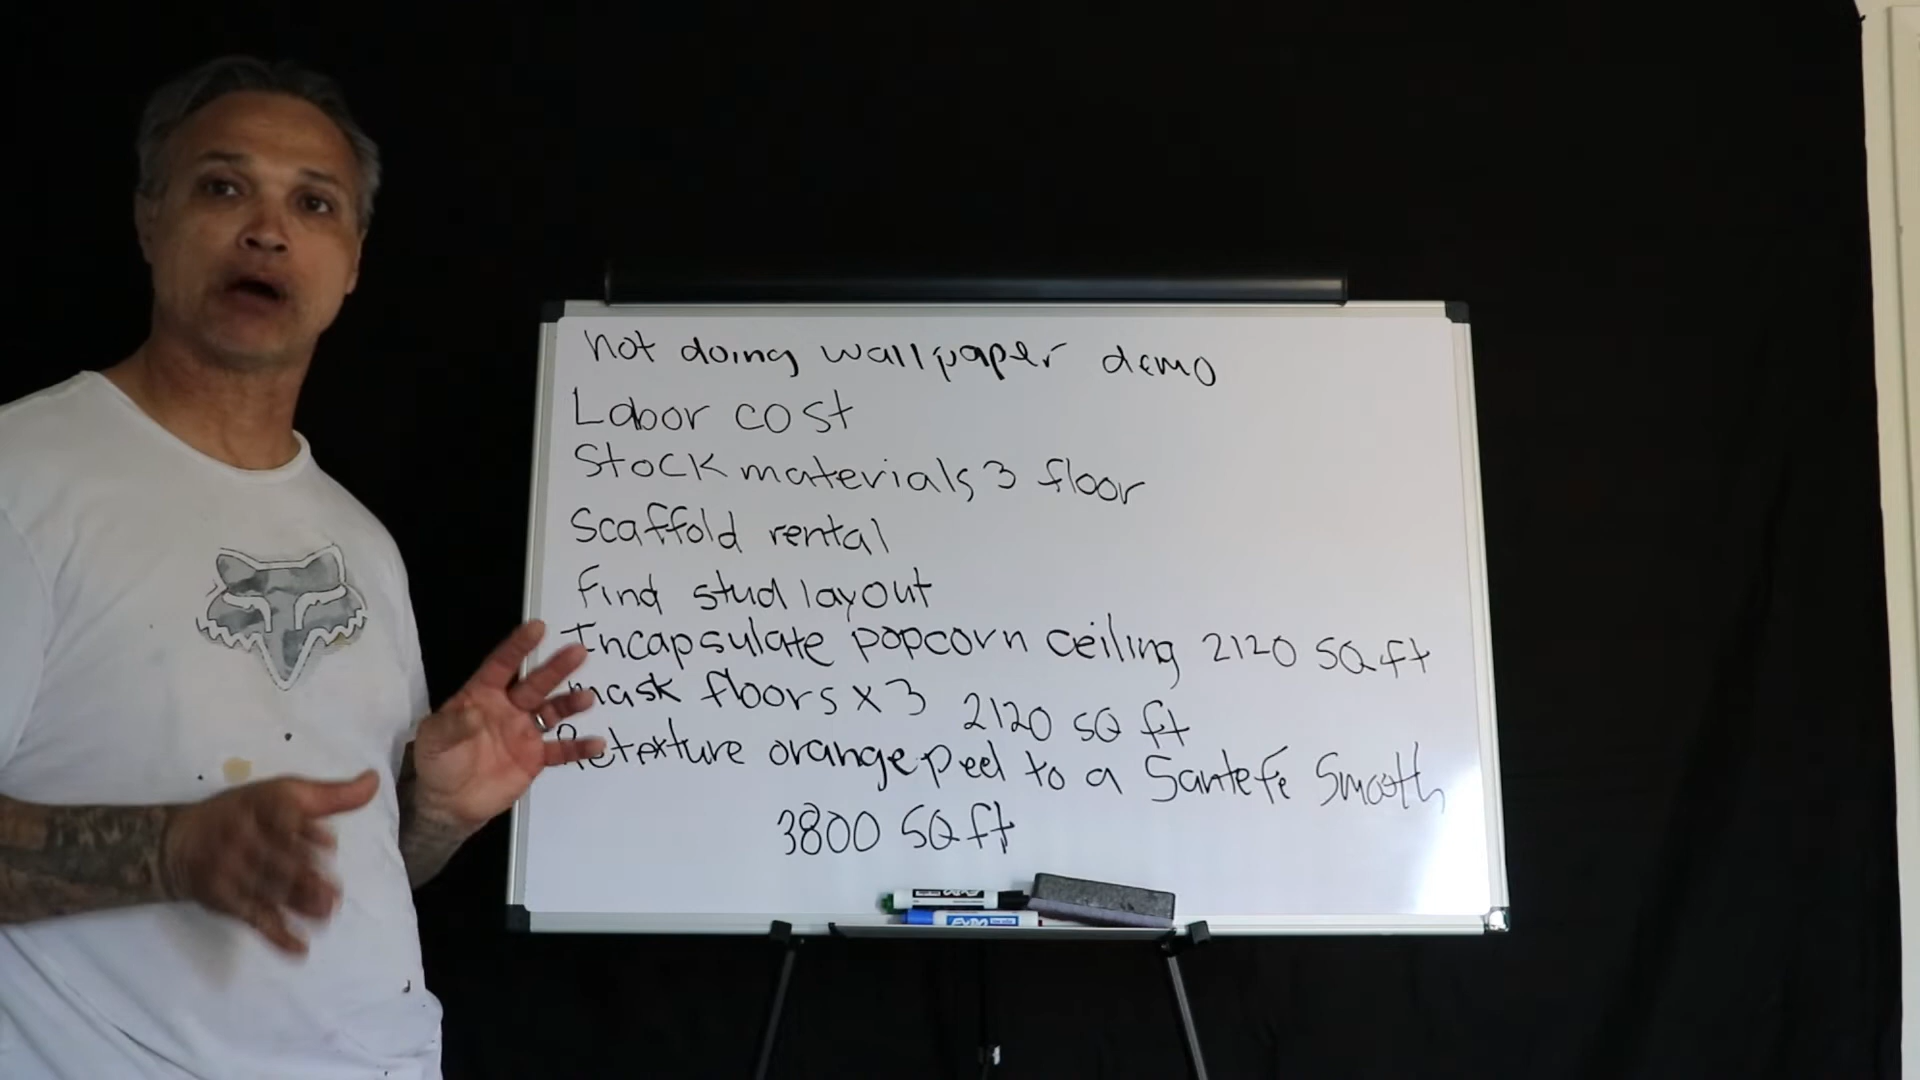 not doing wallpaper demo
Labor cost
Stock materials 3 floor
Scaffold rental
Find stud layout
Incapsulate popcorn ceiling 2120 SQ ft
mask floors x 3 2120 SQ ft
Retexture orange peel to a SanteFe Smooth
3800 SQ ft
EXPO